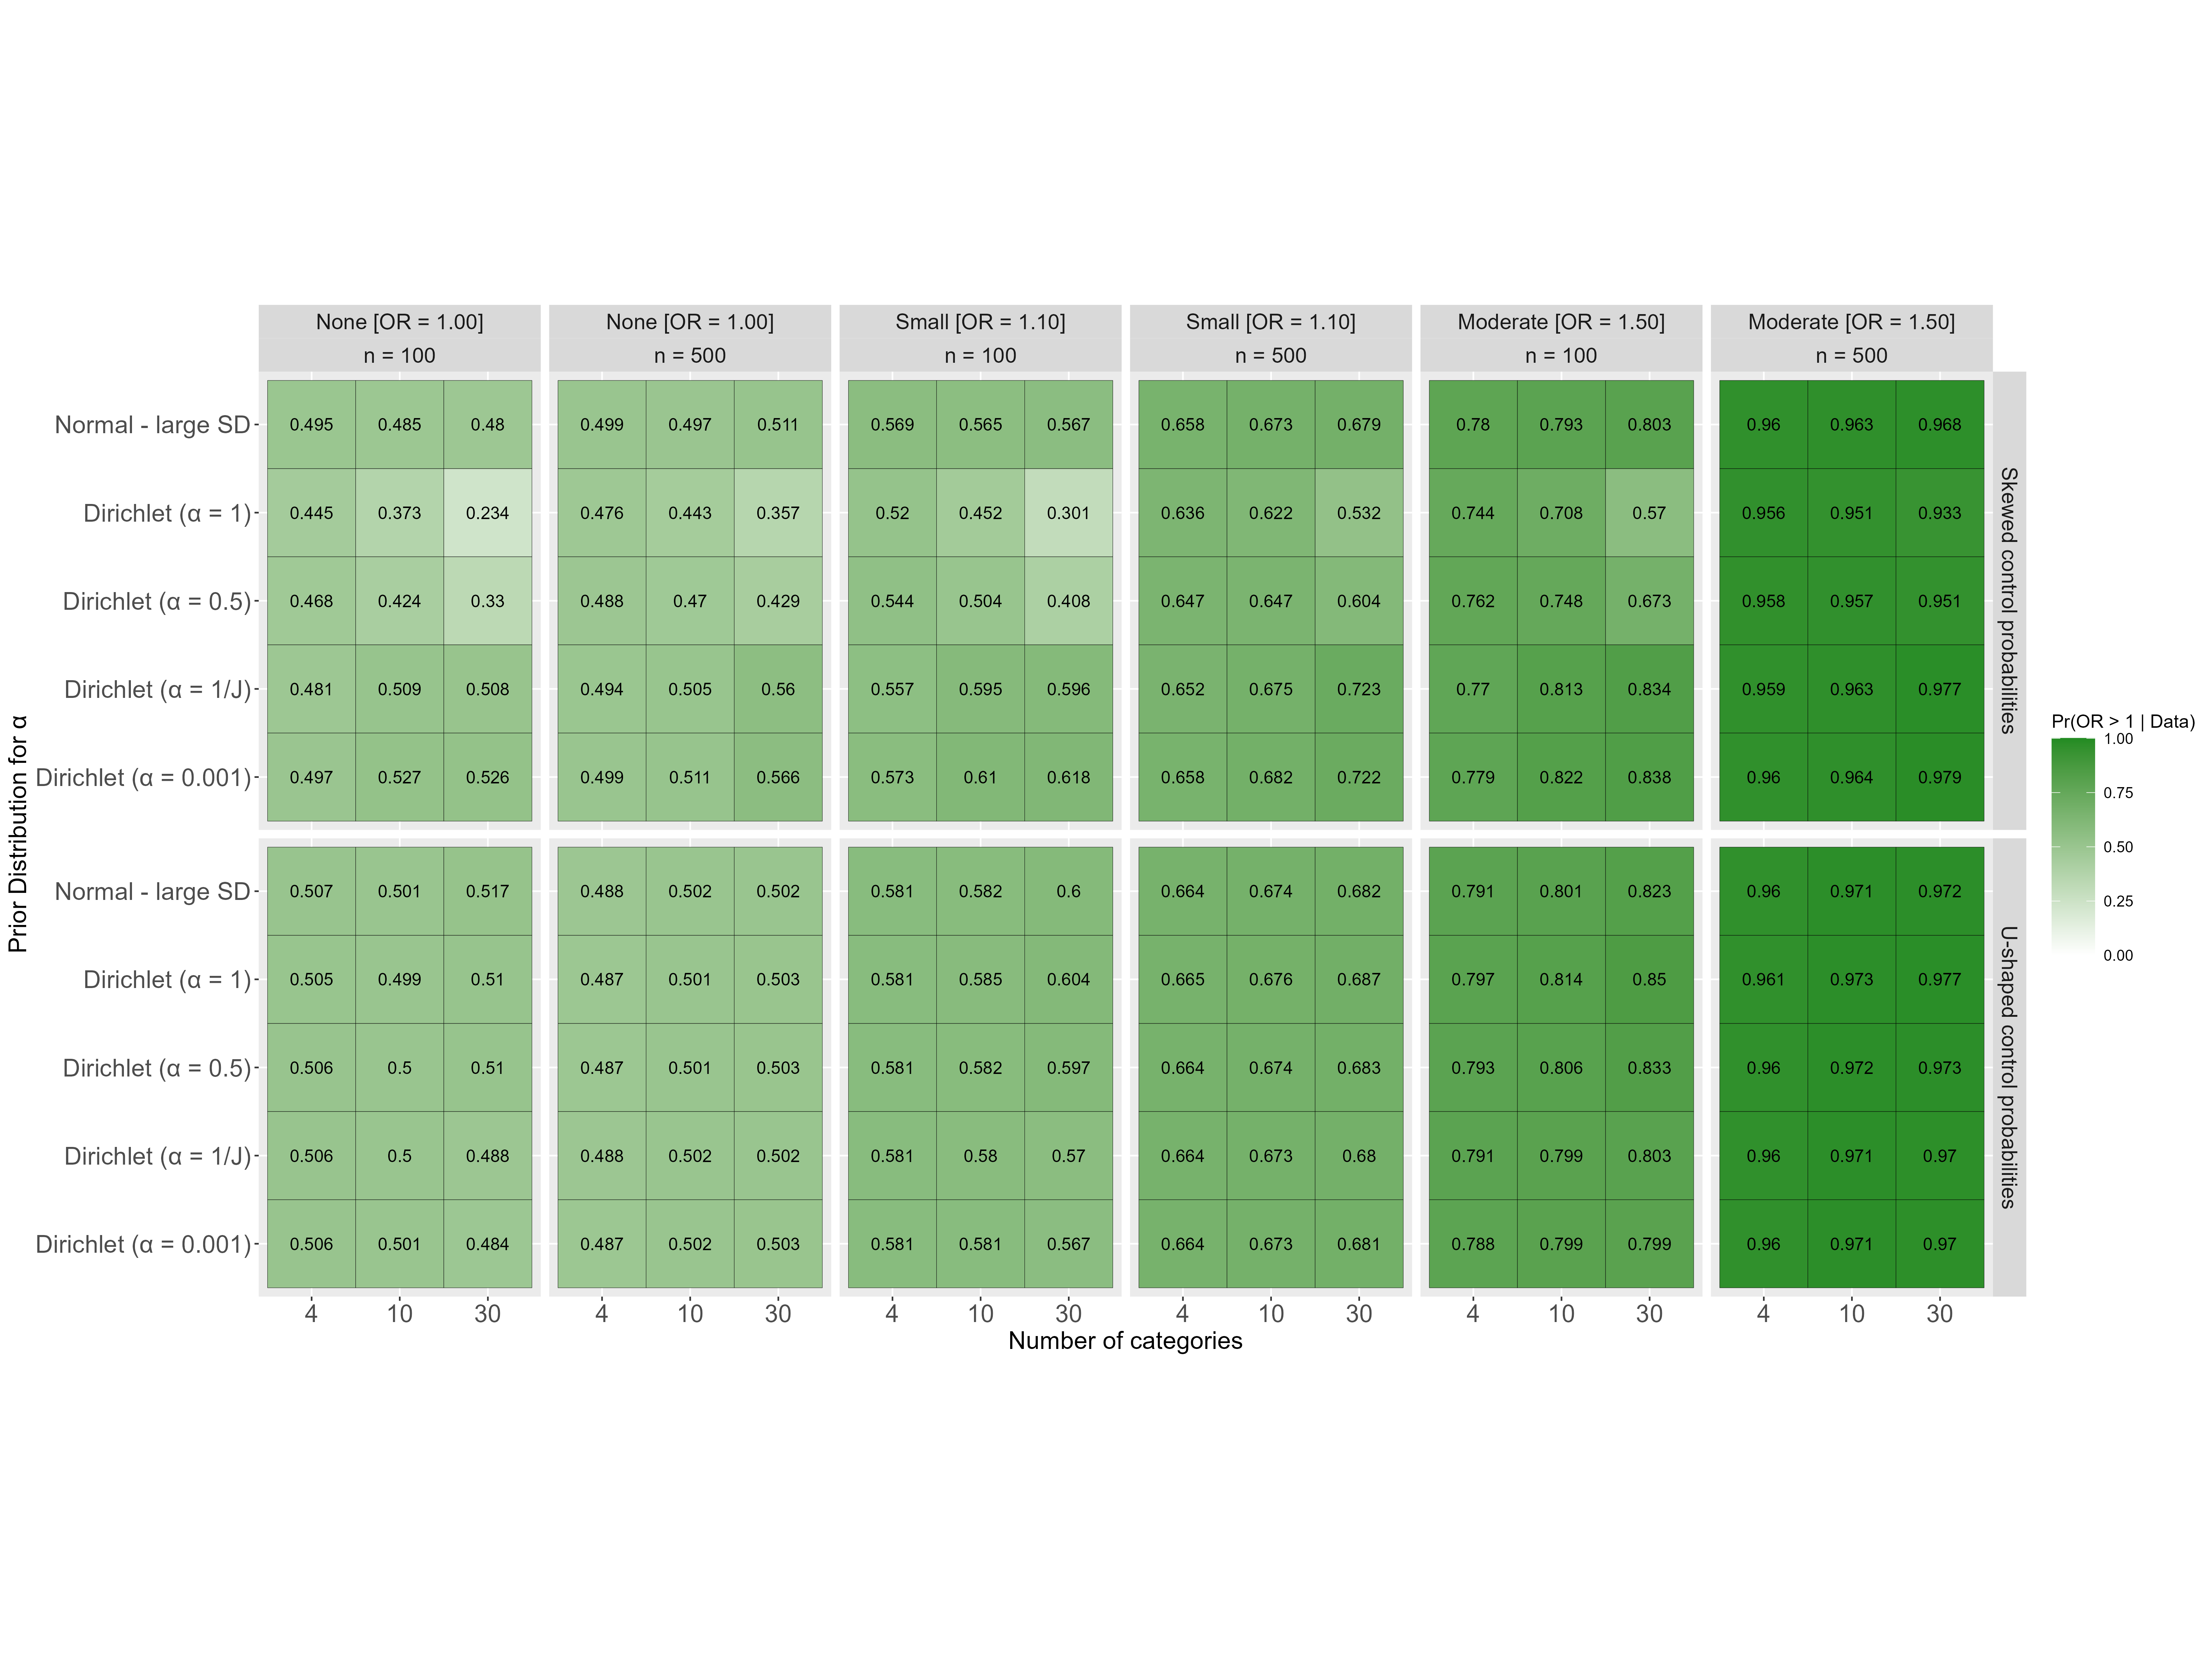 None [OR = 1.00] None [OR = 1.00] Small [OR = 1.10] Small [OR = 1.10] Moderate [OR = 1.50] Moderate [OR = 1.50]
n = 100 n = 500 n = 100 n = 500 n = 100 n = 500
Normal - large SD 0.495 0.485 0.48 0.499 0.497 0.511 0.569 0.565 0.567 0.658 0.673 0.679 0.78 0.793 0.803 0.96 0.963 0.968
Dirichlet (α = 1) 0.445 0.373 0.234 0.476 0.443 0.357 0.52 0.452 0.301 0.636 0.622 0.532 0.744 0.708 0.57 0.956 0.951 0.933
Dirichlet (α = 0.5) 0.468 0.424 0.33 0.488 0.47 0.429 0.544 0.504 0.408 0.647 0.647 0.604 0.762 0.748 0.673 0.958 0.957 0.951
Dirichlet (α = 1/J) 0.481 0.509 0.508 0.494 0.505 0.56 0.557 0.595 0.596 0.652 0.675 0.723 0.77 0.813 0.834 0.959 0.963 0.977
Dirichlet (α = 0.001) 0.497 0.527 0.526 0.499 0.511 0.566 0.573 0.61 0.618 0.658 0.682 0.722 0.779 0.822 0.838 0.96 0.964 0.979
Skewed control probabilities
Normal - large SD 0.507 0.501 0.517 0.488 0.502 0.502 0.581 0.582 0.6 0.664 0.674 0.682 0.791 0.801 0.823 0.96 0.971 0.972
Dirichlet (α = 1) 0.505 0.499 0.51 0.487 0.501 0.503 0.581 0.585 0.604 0.665 0.676 0.687 0.797 0.814 0.85 0.961 0.973 0.977
Dirichlet (α = 0.5) 0.506 0.5 0.51 0.487 0.501 0.503 0.581 0.582 0.597 0.664 0.674 0.683 0.793 0.806 0.833 0.96 0.972 0.973
Dirichlet (α = 1/J) 0.506 0.5 0.488 0.488 0.502 0.502 0.581 0.58 0.57 0.664 0.673 0.68 0.791 0.799 0.803 0.96 0.971 0.97
Dirichlet (α = 0.001) 0.506 0.501 0.484 0.487 0.502 0.503 0.581 0.581 0.567 0.664 0.673 0.681 0.788 0.799 0.799 0.96 0.971 0.97
U-shaped control probabilities
4 10 30 4 10 30 4 10 30 4 10 30 4 10 30 4 10 30
Number of categories
Prior Distribution for α
Pr(OR > 1 | Data)
1.00
0.75
0.50
0.25
0.00